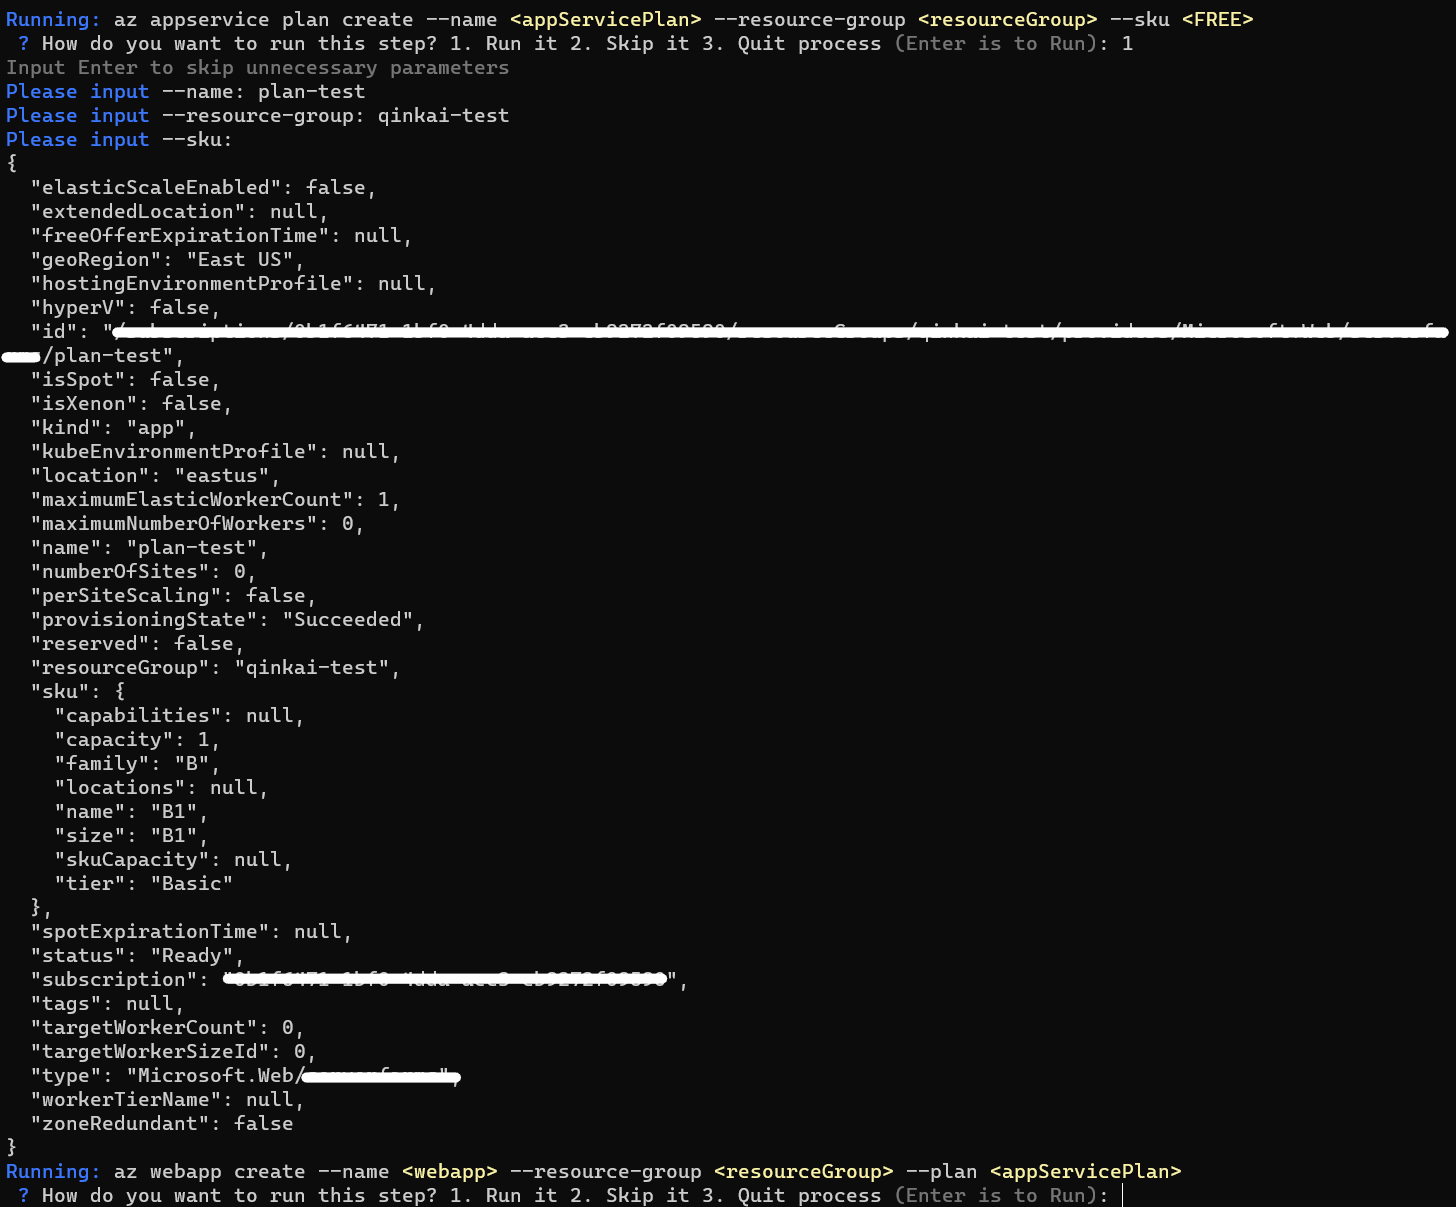 Running: az appservice plan create --name <appServicePlan> --resource-group <resourceGroup> --sku <FREE>
? How do you want to run this step? 1. Run it 2. Skip it 3. Quit process (Enter is to Run): 1
Input Enter to skip unnecessary parameters
Please input --name: plan-test
Please input --resource-group: qinkai-test
Please input --sku:
{
"elasticScaleEnabled": false,
"extendedLocation": null,
"freeOfferExpirationTime": null,
"geoRegion": "East US",
"hostingEnvironmentProfile": null,
"hyperV": false,
"id": "
/plan-test",
"isSpot": false,
"isXenon": false,
"kind": "app",
"kubeEnvironmentProfile": null,
"location": "eastus",
"maximumElasticWorkerCount": 1,
"maximumNumberOfWorkers": 0,
"name": "plan-test",
"numberOfSites": 0,
"perSiteScaling": false,
"provisioningState": "Succeeded",
"reserved": false,
"resourceGroup": "qinkai-test",
"sku": {
"capabilities": null,
"capacity": 1,
"family": "B",
"locations": null,
"name": "B1",
"size": "B1",
"skuCapacity": null,
"tier": "Basic"
},
"spotExpirationTime": null,
"status": "Ready",
"subscription": ",
"tags": null,
"targetWorkerCount": 0,
"targetWorkerSizeId": 0,
"type": "Microsoft.Web/
"workerTierName": null,
"zoneRedundant": false
}
Running: az webapp create --name <webapp> --resource-group <resourceGroup> --plan <appServicePlan>
? How do you want to run this step? 1. Run it 2. Skip it 3. Quit process (Enter is to Run):